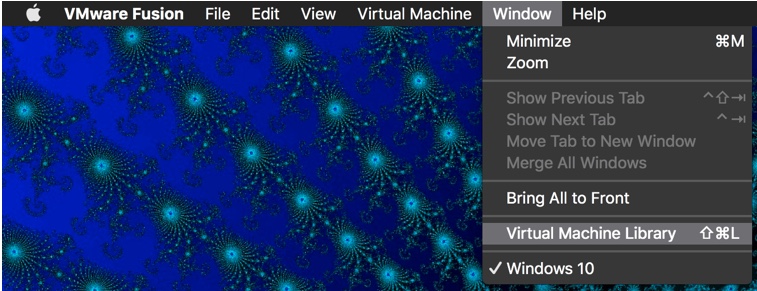 VMware Fusion File Edit View Virtual Machine Window Help
Minimize ⌘M
Zoom
Show Previous Tab ⌃⇧⇥
Show Next Tab ⌃⇥
Move Tab to New Window
Merge All Windows
Bring All to Front
Virtual Machine Library ⇧⌘L
✓ Windows 10